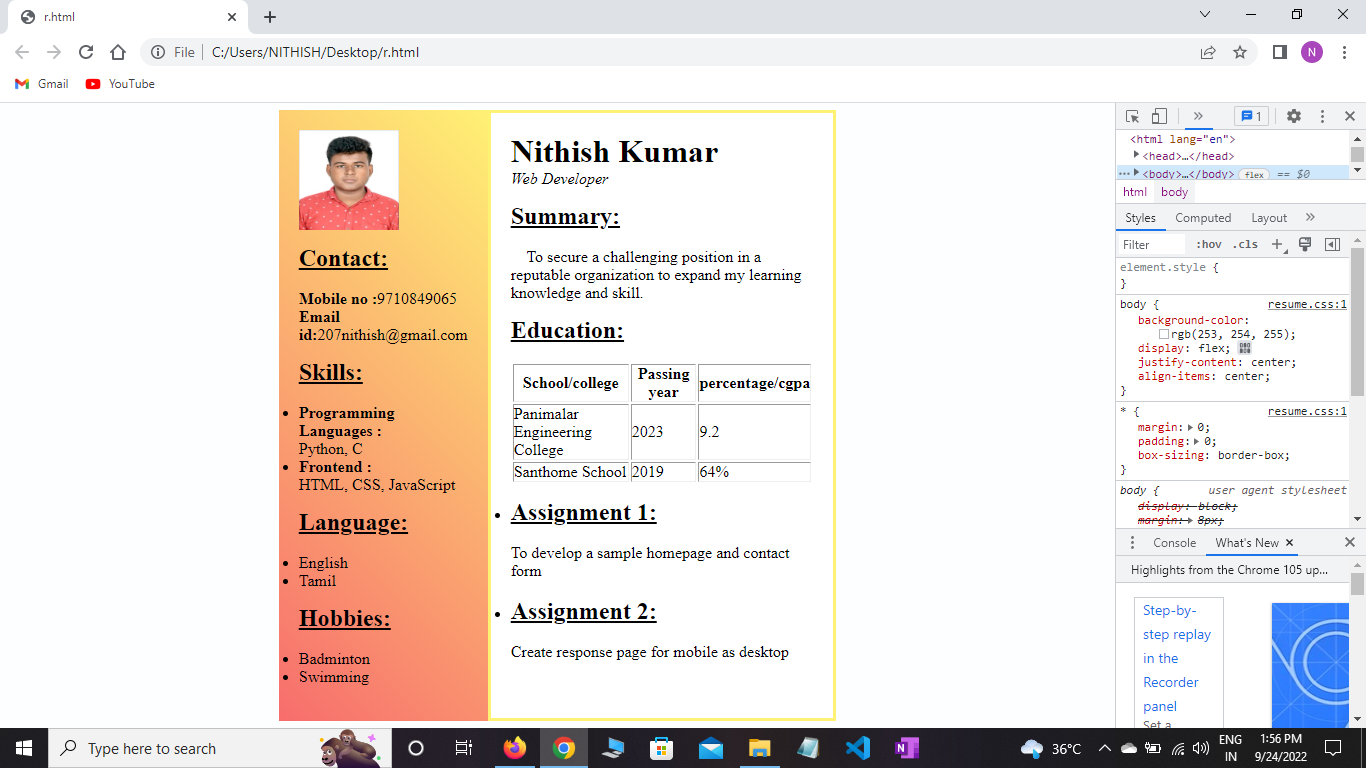 r.html
File
C:/Users/NITHISH/Desktop/r.html
N
Gmail
YouTube
Contact:
Mobile no :9710849065
Email
id:207nithish@gmail.com
Skills:
Programming
Languages :
Python, C
Frontend :
HTML, CSS, JavaScript
Language:
English
Tamil
Hobbies:
Badminton
Swimming
Nithish Kumar
Web Developer
Summary:
To secure a challenging position in a
reputable organization to expand my learning
knowledge and skill.
Education:
School/college Passing year percentage/cgpa
Panimalar Engineering College 2023 9.2
Santhome School 2019 64%
Assignment 1:
To develop a sample homepage and contact
form
Assignment 2:
Create response page for mobile as desktop
1
<html lang="en">
<head>…</head>
<body>…</body> flex == $0
html body
Styles Computed Layout
Filter :hov .cls
element.style {
}
body { resume.css:1
background-color:
rgb(253, 254, 255);
display: flex;
justify-content: center;
align-items: center;
}
* { resume.css:1
margin: 0;
padding: 0;
box-sizing: border-box;
}
body { user agent stylesheet
display: block;
margin: 8px;
Console What's New
Highlights from the Chrome 105 up...
Step-by-
step replay
in the
Recorder
panel
Set a
Type here to search
N
36°C
ENG
IN
1:56 PM
9/24/2022